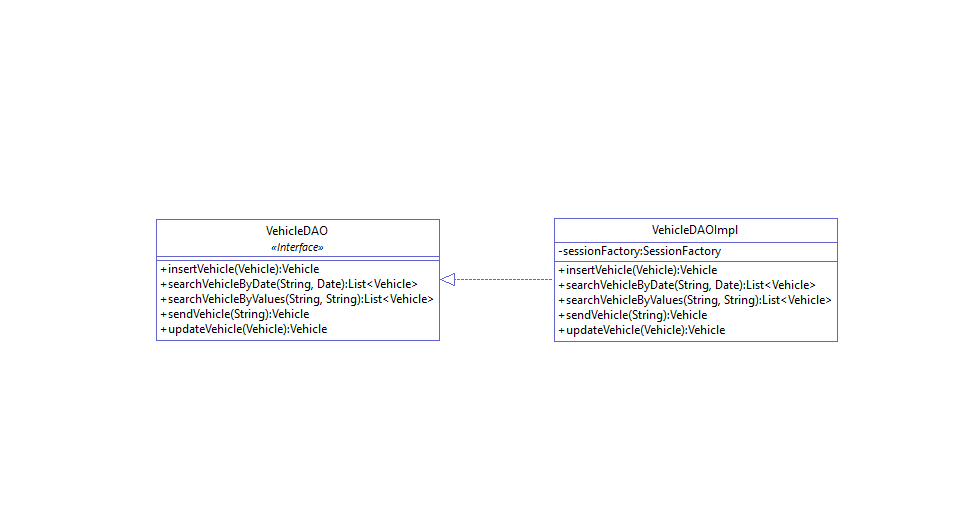 VehicleDAO
«Interface»
+insertVehicle(Vehicle):Vehicle
+searchVehicleByDate(String, Date):List<Vehicle>
+searchVehicleByValues(String, String):List<Vehicle>
+sendVehicle(String):Vehicle
+updateVehicle(Vehicle):Vehicle
VehicleDAOImpl
-sessionFactory:SessionFactory
+insertVehicle(Vehicle):Vehicle
+searchVehicleByDate(String, Date):List<Vehicle>
+searchVehicleByValues(String, String):List<Vehicle>
+sendVehicle(String):Vehicle
+updateVehicle(Vehicle):Vehicle